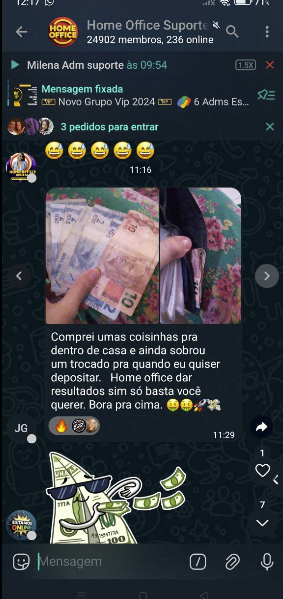 12:17
Home Office Suporte
24902 membros, 236 online
Milena Adm suporte às 09:54
1.5X
Mensagem fixada
Novo Grupo Vip 2024
6 Adms Es...
3 pedidos para entrar
11:16
Comprei umas coisinhas pra
dentro de casa e ainda sobrou
um trocado pra quando eu quiser
depositar. Home office dar
resultados sim só basta você
querer. Bora pra cima.
11:29
JG
1
7
100
Mensagem